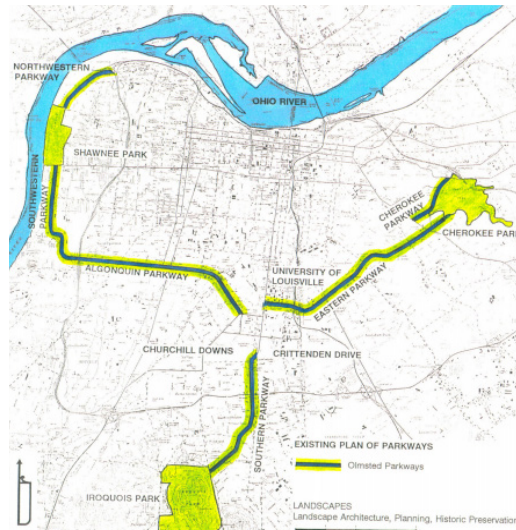 NORTHWESTERN
PARKWAY
OHIO RIVER
SHAWNEE PARK
SOUTHWESTERN
PARKWAY
CHEROKEE
PARKWAY
CHEROKEE PARK
ALGONQUIN PARKWAY
UNIVERSITY OF
LOUISVILLE
EASTERN PARKWAY
CHURCHILL DOWNS
CRITTENDEN DRIVE
SOUTHERN PARKWAY
IROQUOIS PARK
EXISTING PLAN OF PARKWAYS
Olmsted Parkways
LANDSCAPES
Landscape Architecture, Planning, Historic Preservation